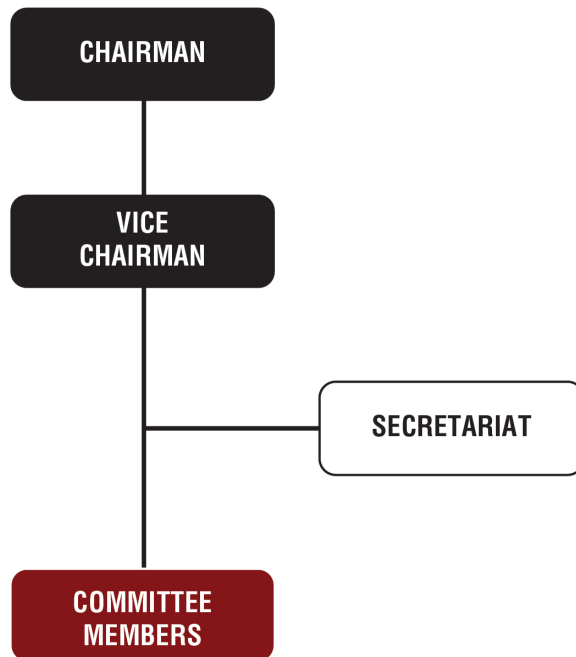 CHAIRMAN
VICE
CHAIRMAN
SECRETARIAT
COMMITTEE
MEMBERS